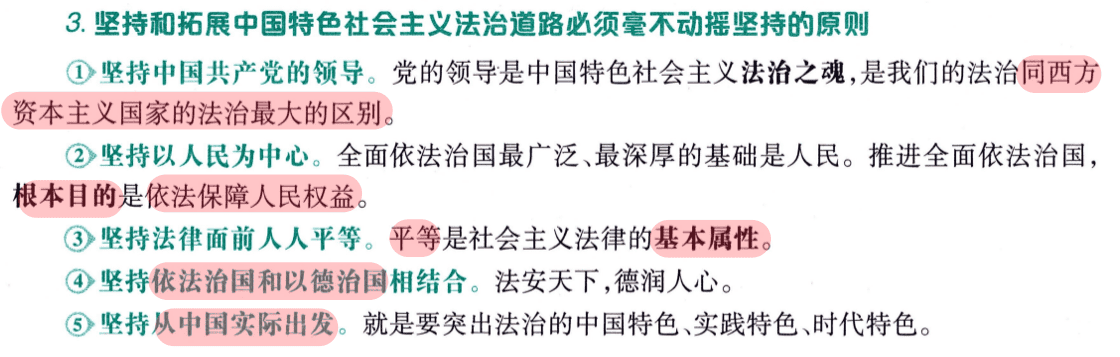 3. 坚持和拓展中国特色社会主义法治道路必须毫不动摇坚持的原则
①坚持中国共产党的领导。党的领导是中国特色社会主义法治之魂,是我们的法治同西方
资本主义国家的法治最大的区别。
②坚持以人民为中心。全面依法治国最广泛、最深厚的基础是人民。推进全面依法治国,
根本目的是依法保障人民权益。
③坚持法律面前人人平等。平等是社会主义法律的基本属性。
④坚持依法治国和以德治国相结合。法安天下,德润人心。
⑤坚持从中国实际出发。就是要突出法治的中国特色、实践特色、时代特色。